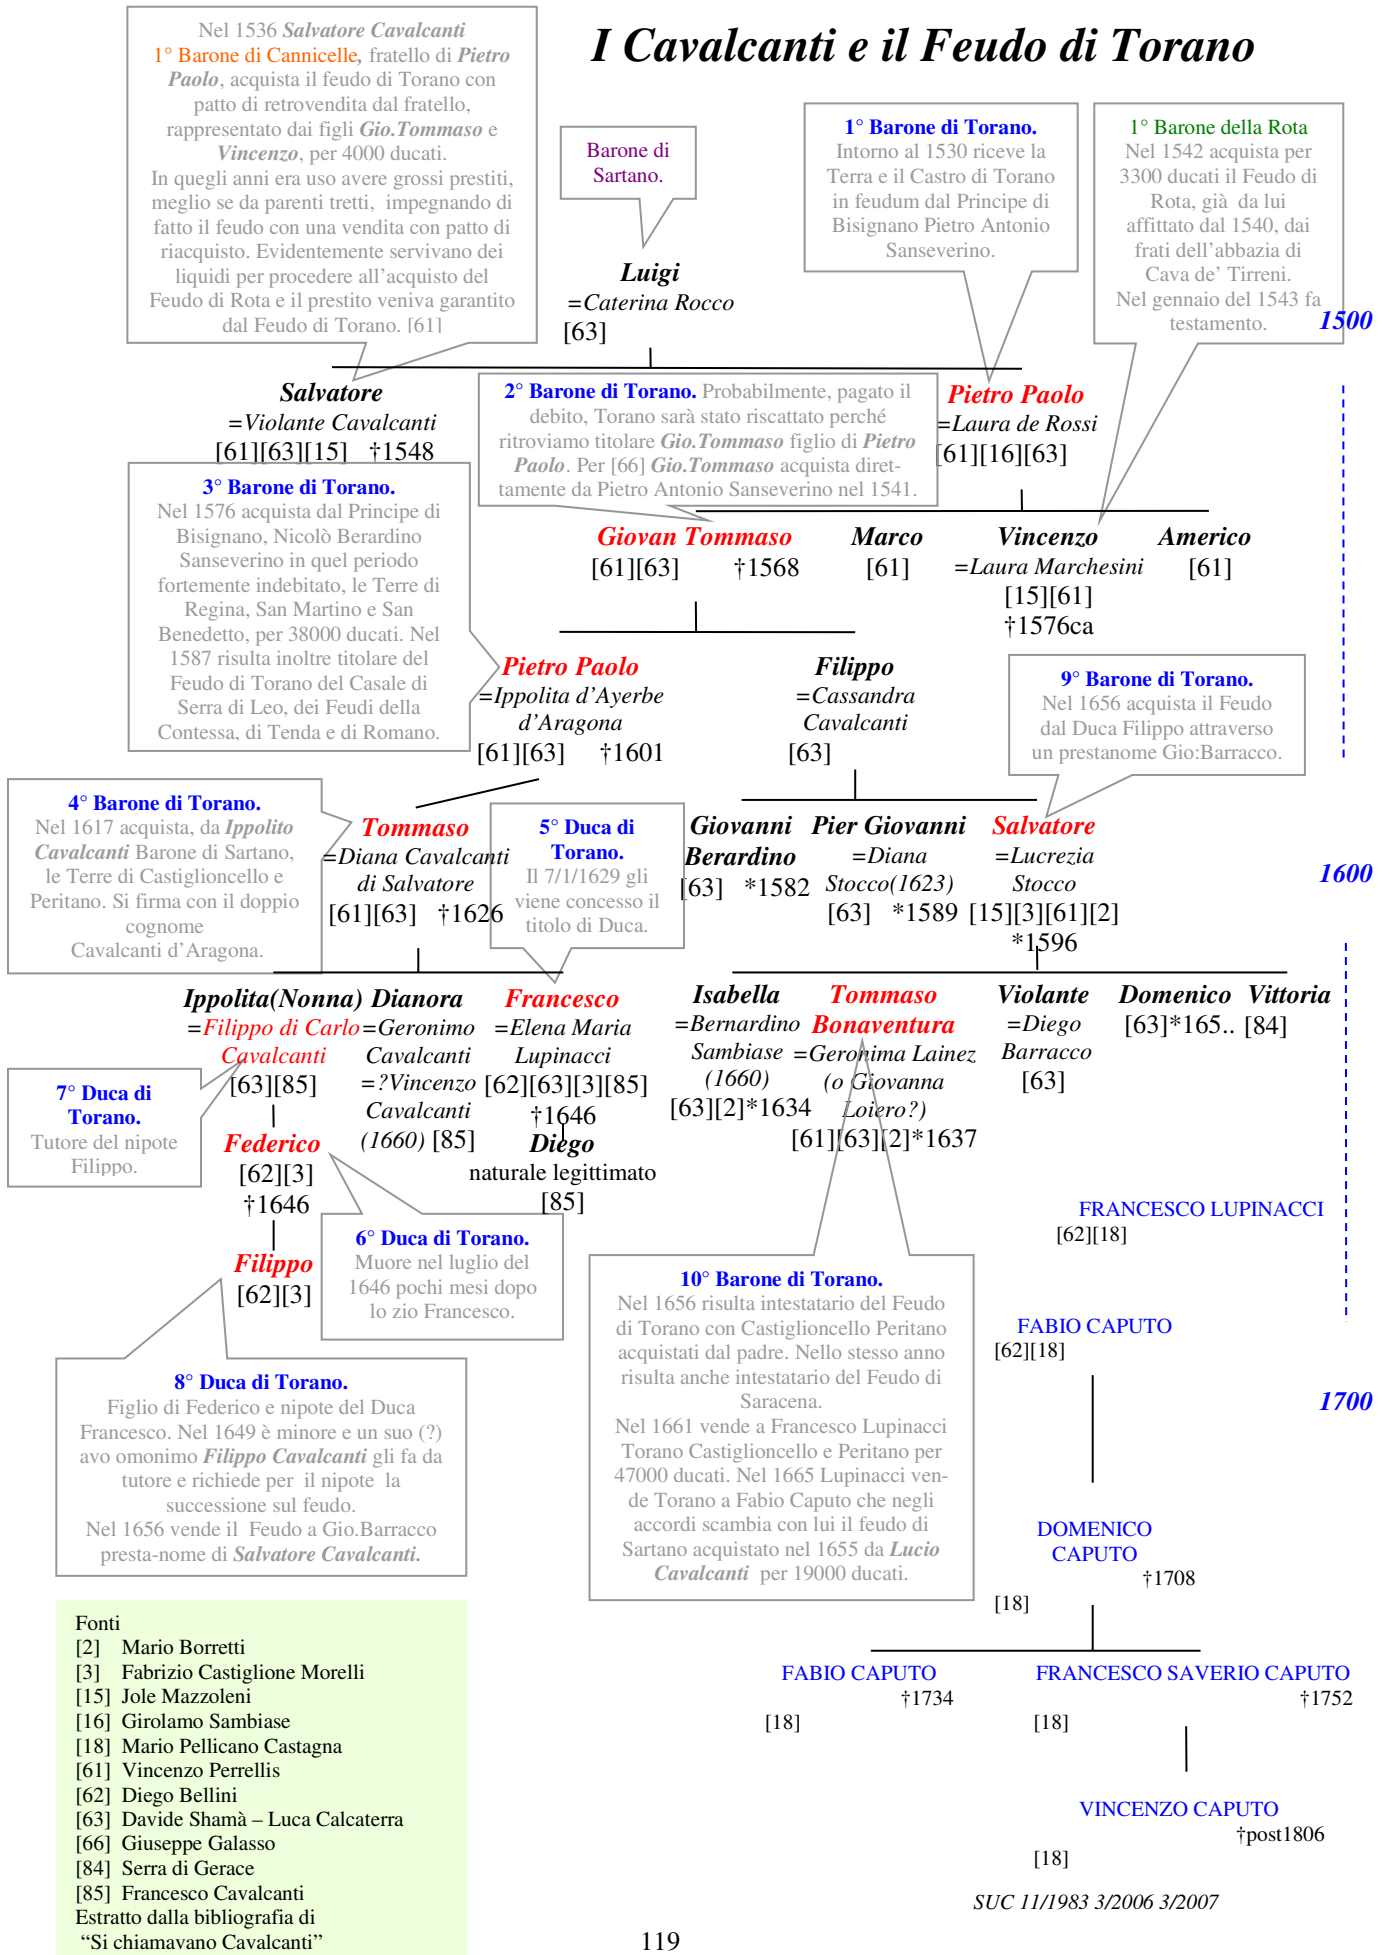 I Cavalcanti e il Feudo di Torano
Nel 1536 Salvatore Cavalcanti
1° Barone di Cannicelle, fratello di Pietro
Paolo, acquista il feudo di Torano con
patto di retrovendita dal fratello,
rappresentato dai figli Gio.Tommaso e
Vincenzo, per 4000 ducati.
In quegli anni era uso avere grossi prestiti,
meglio se da parenti tretti, impegnando di
fatto il feudo con una vendita con patto di
riacquisto. Evidentemente servivano dei
liquidi per procedere all'acquisto del
Feudo di Rota e il prestito veniva garantito
dal Feudo di Torano. [61]
Barone di
Sartano.
1° Barone di Torano.
Intorno al 1530 riceve la
Terra e il Castro di Torano
in feudum dal Principe di
Bisignano Pietro Antonio
Sanseverino.
1° Barone della Rota
Nel 1542 acquista per
3300 ducati il Feudo di
Rota, già da lui
affittato dal 1540, dai
frati dell'abbazia di
Cava de' Tirreni.
Nel gennaio del 1543 fa
testamento.
1500
Luigi
=Caterina Rocco
[63]
Salvatore
=Violante Cavalcanti
[61][63][15] †1548
2° Barone di Torano. Probabilmente, pagato il
debito, Torano sarà stato riscattato perché
ritroviamo titolare Gio.Tommaso figlio di Pietro
Paolo. Per [66] Gio.Tommaso acquista diret-
tamente da Pietro Antonio Sanseverino nel 1541.
Pietro Paolo
=Laura de Rossi
[61][16][63]
3° Barone di Torano.
Nel 1576 acquista dal Principe di
Bisignano, Nicolò Berardino
Sanseverino in quel periodo
fortemente indebitato, le Terre di
Regina, San Martino e San
Benedetto, per 38000 ducati. Nel
1587 risulta inoltre titolare del
Feudo di Torano del Casale di
Serra di Leo, dei Feudi della
Contessa, di Tenda e di Romano.
Giovan Tommaso
[61][63] †1568
Marco
[61]
Vincenzo
=Laura Marchesini
[15][61]
†1576ca
Americo
[61]
Pietro Paolo
=Ippolita d'Ayerbe
d'Aragona
[61][63] †1601
Filippo
=Cassandra
Cavalcanti
[63]
9° Barone di Torano.
Nel 1656 acquista il Feudo
dal Duca Filippo attraverso
un prestanome Gio:Barracco.
4° Barone di Torano.
Nel 1617 acquista, da Ippolito
Cavalcanti Barone di Sartano,
le Terre di Castiglioncello e
Peritano. Si firma con il doppio
cognome
Cavalcanti d'Aragona.
Tommaso
=Diana Cavalcanti
di Salvatore
[61][63] †1626
5° Duca di
Torano.
Il 7/1/1629 gli
viene concesso il
titolo di Duca.
Giovanni
Berardino
[63] *1582
Pier Giovanni
=Diana
Stocco(1623)
[63] *1589
Salvatore
=Lucrezia
Stocco
[15][3][61][2]
*1596
1600
Ippolita(Nonna)
=Filippo di Carlo
Cavalcanti
[63][85]
Dianora
=Geronimo
Cavalcanti
=?Vincenzo
Cavalcanti
(1660) [85]
Francesco
=Elena Maria
Lupinacci
[62][63][3][85]
†1646
Isabella
=Bernardino
Sambiase
(1660)
[63][2]*1634
Tommaso
Bonaventura
=Geronima Lainez
(o Giovanna
Loiero?)
[61][63][2]*1637
Violante
=Diego
Barracco
[63]
Domenico
[63]*165..
Vittoria
[84]
7° Duca di
Torano.
Tutore del nipote
Filippo.
Federico
[62][3]
†1646
Diego
naturale legittimato
[85]
6° Duca di Torano.
Muore nel luglio del
1646 pochi mesi dopo
lo zio Francesco.
Filippo
[62][3]
8° Duca di Torano.
Figlio di Federico e nipote del Duca
Francesco. Nel 1649 è minore e un suo (?)
avo omonimo Filippo Cavalcanti gli fa da
tutore e richiede per il nipote la
successione sul feudo.
Nel 1656 vende il Feudo a Gio.Barracco
presta-nome di Salvatore Cavalcanti.
10° Barone di Torano.
Nel 1656 risulta intestatario del Feudo
di Torano con Castiglioncello Peritano
acquistati dal padre. Nello stesso anno
risulta anche intestatario del Feudo di
Saracena.
Nel 1661 vende a Francesco Lupinacci
Torano Castiglioncello e Peritano per
47000 ducati. Nel 1665 Lupinacci ven-
de Torano a Fabio Caputo che negli
accordi scambia con lui il feudo di
Sartano acquistato nel 1655 da Lucio
Cavalcanti per 19000 ducati.
FRANCESCO LUPINACCI
[62][18]
FABIO CAPUTO
[62][18]
1700
DOMENICO
CAPUTO
†1708
[18]
FABIO CAPUTO
†1734
[18]
FRANCESCO SAVERIO CAPUTO
†1752
[18]
VINCENZO CAPUTO
†post1806
[18]
SUC 11/1983 3/2006 3/2007
Fonti
[2] Mario Borretti
[3] Fabrizio Castiglione Morelli
[15] Jole Mazzoleni
[16] Girolamo Sambiase
[18] Mario Pellicano Castagna
[61] Vincenzo Perrellis
[62] Diego Bellini
[63] Davide Shamà – Luca Calcaterra
[66] Giuseppe Galasso
[84] Serra di Gerace
[85] Francesco Cavalcanti
Estratto dalla bibliografia di
“Si chiamavano Cavalcanti”
119